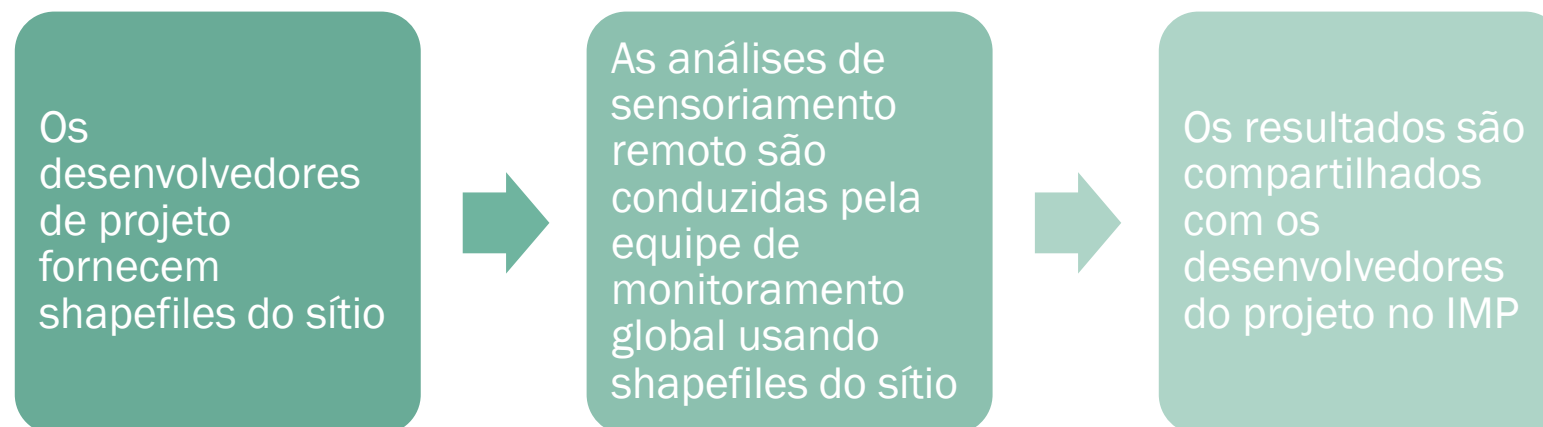 Os
desenvolvedores
de projeto
fornecem
shapefiles do sítio
As análises de
sensoriamento
remoto são
conduzidas pela
equipe de
monitoramento
global usando
shapefiles do sítio
Os resultados são
compartilhados
com os
desenvolvedores
do projeto no IMP